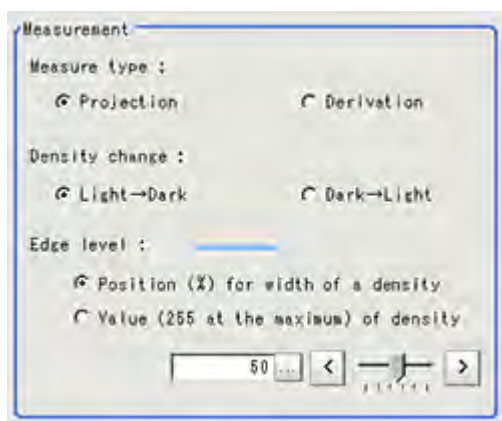 Measurement
Measure type :
Projection Derivation
Density change :
Light→Dark Dark→Light
Edge level :
Position (%) for width of a density
Value (255 at the maximum) of density
50 ... < >